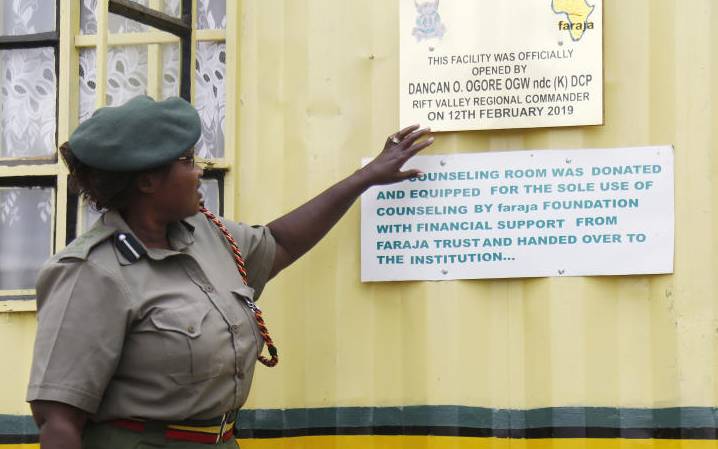 faraja
THIS FACILITY WAS OFFICIALLY
OPENED BY
DANCAN O. OGORE OGW ndc (K) DCP
RIFT VALLEY REGIONAL COMMANDER
ON 12TH FEBRUARY 2019
COUNSELING ROOM WAS DONATED
AND EQUIPPED FOR THE SOLE USE OF
COUNSELING BY faraja FOUNDATION
WITH FINANCIAL SUPPORT FROM
FARAJA TRUST AND HANDED OVER TO
THE INSTITUTION...